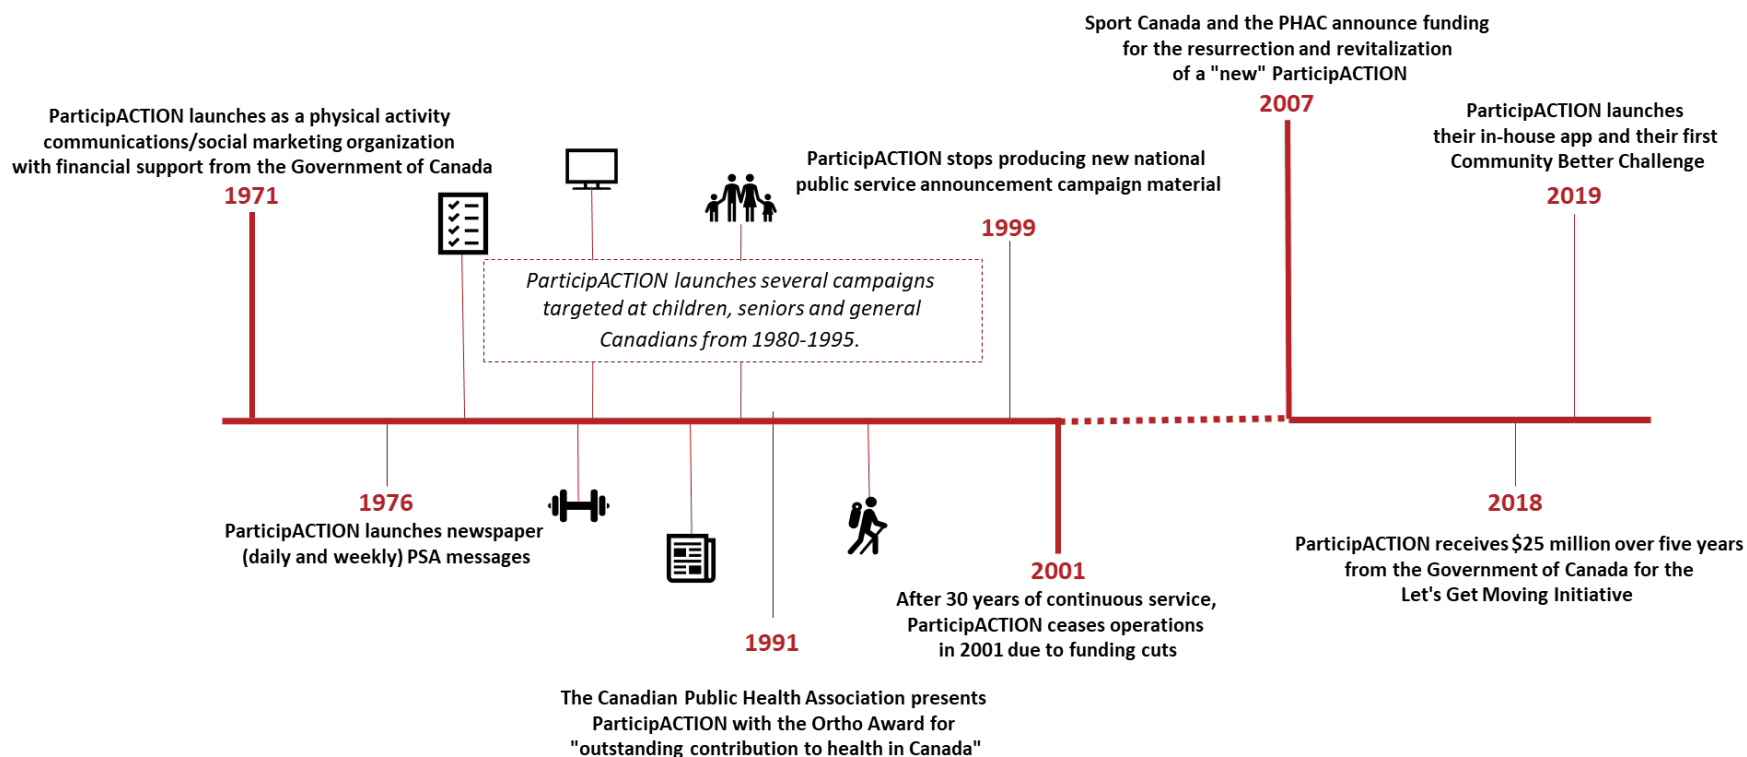 ParticipACTION launches as a physical activity
communications/social marketing organization
with financial support from the Government of Canada
1971
1976
ParticipACTION launches newspaper
(daily and weekly) PSA messages
ParticipACTION launches several campaigns
targeted at children, seniors and general
Canadians from 1980-1995.
1991
The Canadian Public Health Association presents
ParticipACTION with the Ortho Award for
"outstanding contribution to health in Canada"
ParticipACTION stops producing new national
public service announcement campaign material
1999
2001
After 30 years of continuous service,
ParticipACTION ceases operations
in 2001 due to funding cuts
Sport Canada and the PHAC announce funding
for the resurrection and revitalization
of a "new" ParticipACTION
2007
2018
ParticipACTION receives $25 million over five years
from the Government of Canada for the
Let's Get Moving Initiative
ParticipACTION launches
their in-house app and their first
Community Better Challenge
2019